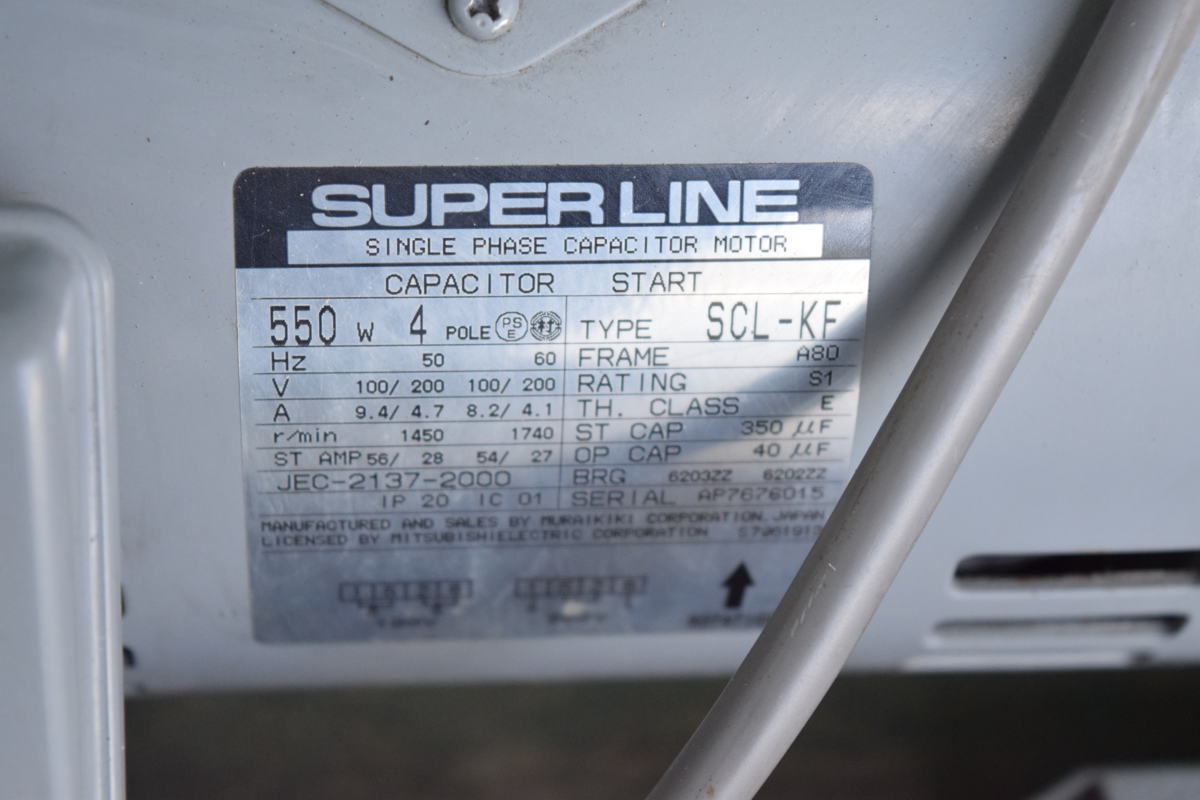 SUPER LINE
SINGLE PHASE CAPACITOR MOTOR
CAPACITOR START
550 W 4 POLE PS E TYPE SCL-KF
Hz 50 60 FRAME A80
V 100/ 200 100/ 200 RATING S1
A 9.4/ 4.7 8.2/ 4.1 TH. CLASS E
r/min 1450 1740 ST CAP 350 μF
ST AMP 56/ 28 54/ 27 OP CAP 40 μF
JEC-2137-2000 BRG 6203ZZ 6202ZZ
IP 20 IC 01 SERIAL AP7676015
MANUFACTURED AND SALES BY MURAIKIKI CORPORATION, JAPAN
LICENSED BY MITSUBISHIELECTRIC CORPORATION